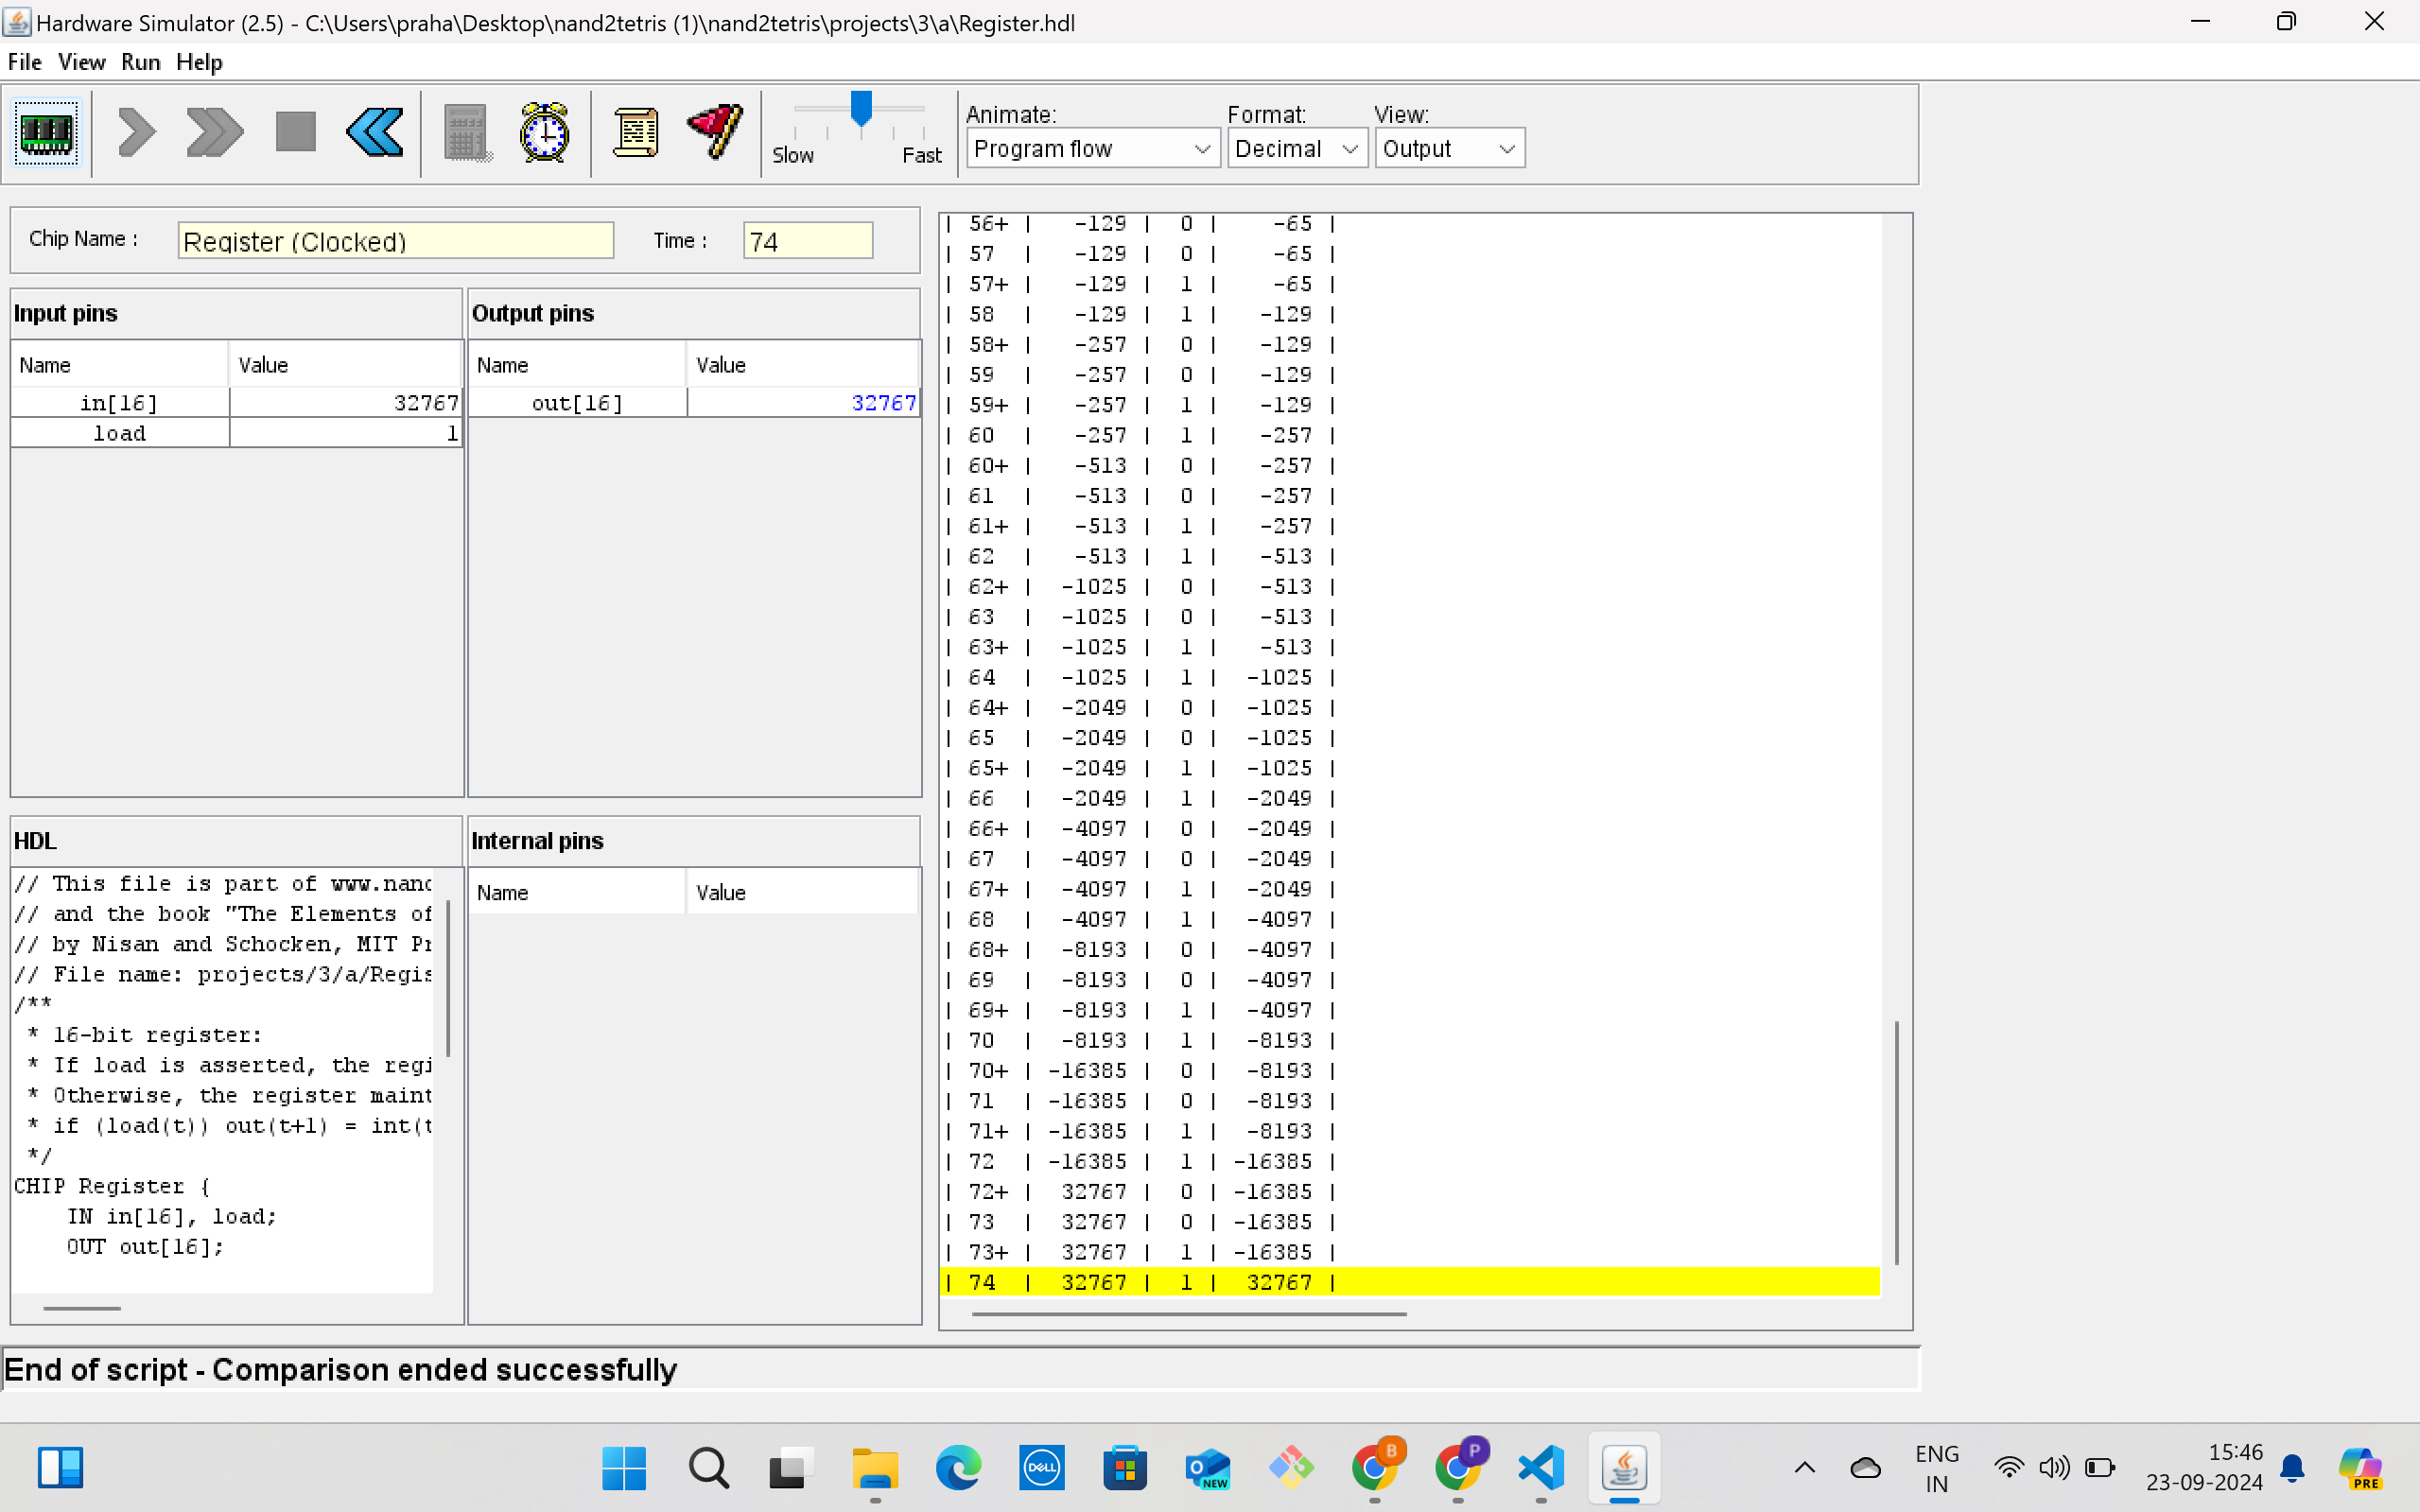 Hardware Simulator (2.5) - C:\Users\praha\Desktop\nand2tetris (1)\nand2tetris\projects\3\a\Register.hdl
File View Run Help
Animate: Format: View:
Slow Fast Program flow Decimal Output
Chip Name : Register (Clocked) Time : 74
Input pins Output pins
Name Value Name Value
in[16] 32767 out[16] 32767
load 1
HDL Internal pins
Name Value
// This file is part of www.nanc
// and the book "The Elements of
// by Nisan and Schocken, MIT Pr
// File name: projects/3/a/Regis
/**
* 16-bit register:
* If load is asserted, the regi
* Otherwise, the register maint
* if (load(t)) out(t+1) = int(t
*/
CHIP Register {
IN in[16], load;
OUT out[16];
| 56+ | -129 | 0 | -65 |
| 57 | -129 | 0 | -65 |
| 57+ | -129 | 1 | -65 |
| 58 | -129 | 1 | -129 |
| 58+ | -257 | 0 | -129 |
| 59 | -257 | 0 | -129 |
| 59+ | -257 | 1 | -129 |
| 60 | -257 | 1 | -257 |
| 60+ | -513 | 0 | -257 |
| 61 | -513 | 0 | -257 |
| 61+ | -513 | 1 | -257 |
| 62 | -513 | 1 | -513 |
| 62+ | -1025 | 0 | -513 |
| 63 | -1025 | 0 | -513 |
| 63+ | -1025 | 1 | -513 |
| 64 | -1025 | 1 | -1025 |
| 64+ | -2049 | 0 | -1025 |
| 65 | -2049 | 0 | -1025 |
| 65+ | -2049 | 1 | -1025 |
| 66 | -2049 | 1 | -2049 |
| 66+ | -4097 | 0 | -2049 |
| 67 | -4097 | 0 | -2049 |
| 67+ | -4097 | 1 | -2049 |
| 68 | -4097 | 1 | -4097 |
| 68+ | -8193 | 0 | -4097 |
| 69 | -8193 | 0 | -4097 |
| 69+ | -8193 | 1 | -4097 |
| 70 | -8193 | 1 | -8193 |
| 70+ | -16385 | 0 | -8193 |
| 71 | -16385 | 0 | -8193 |
| 71+ | -16385 | 1 | -8193 |
| 72 | -16385 | 1 | -16385 |
| 72+ | 32767 | 0 | -16385 |
| 73 | 32767 | 0 | -16385 |
| 73+ | 32767 | 1 | -16385 |
| 74 | 32767 | 1 | 32767 |
End of script - Comparison ended successfully
DELL
O NEW
B
P
ENG
IN
15:46
23-09-2024
PRE